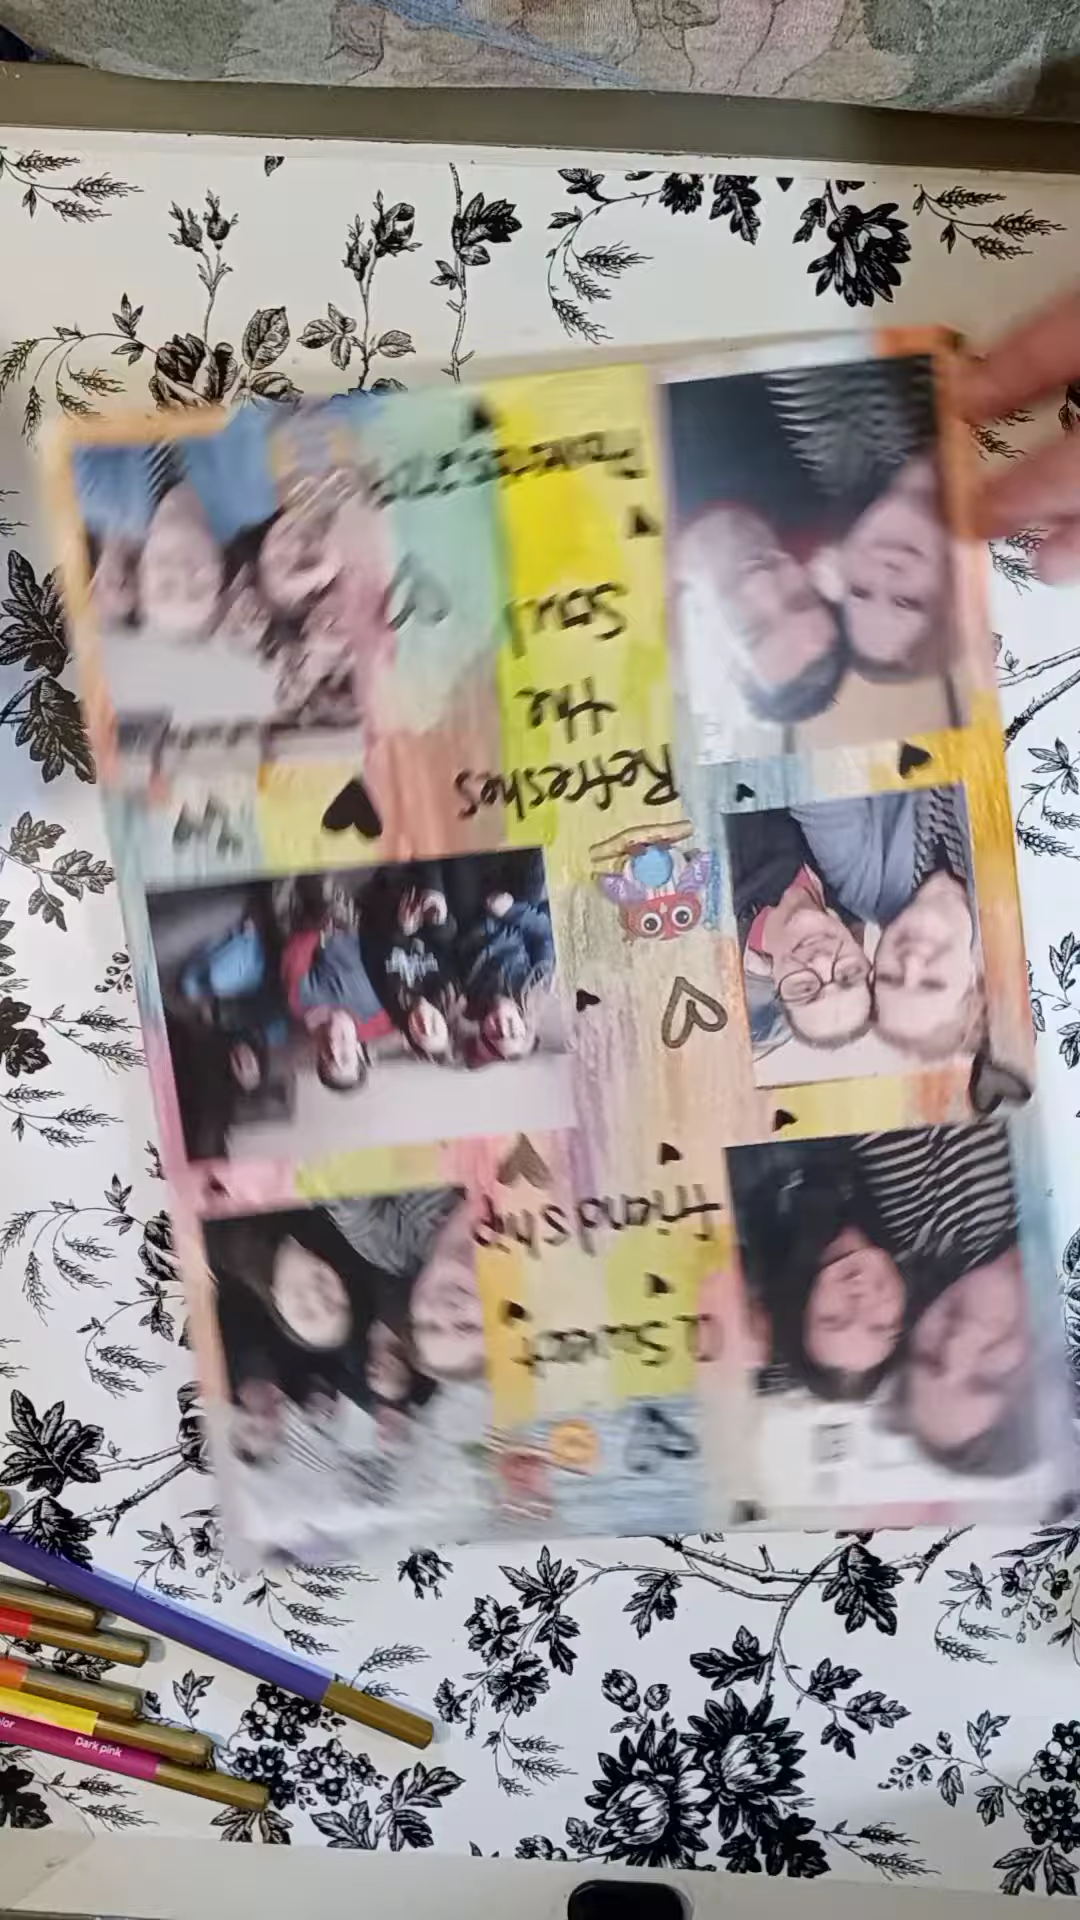 a Sweet
friendship
Refreshes
the
Soul
Dark pink